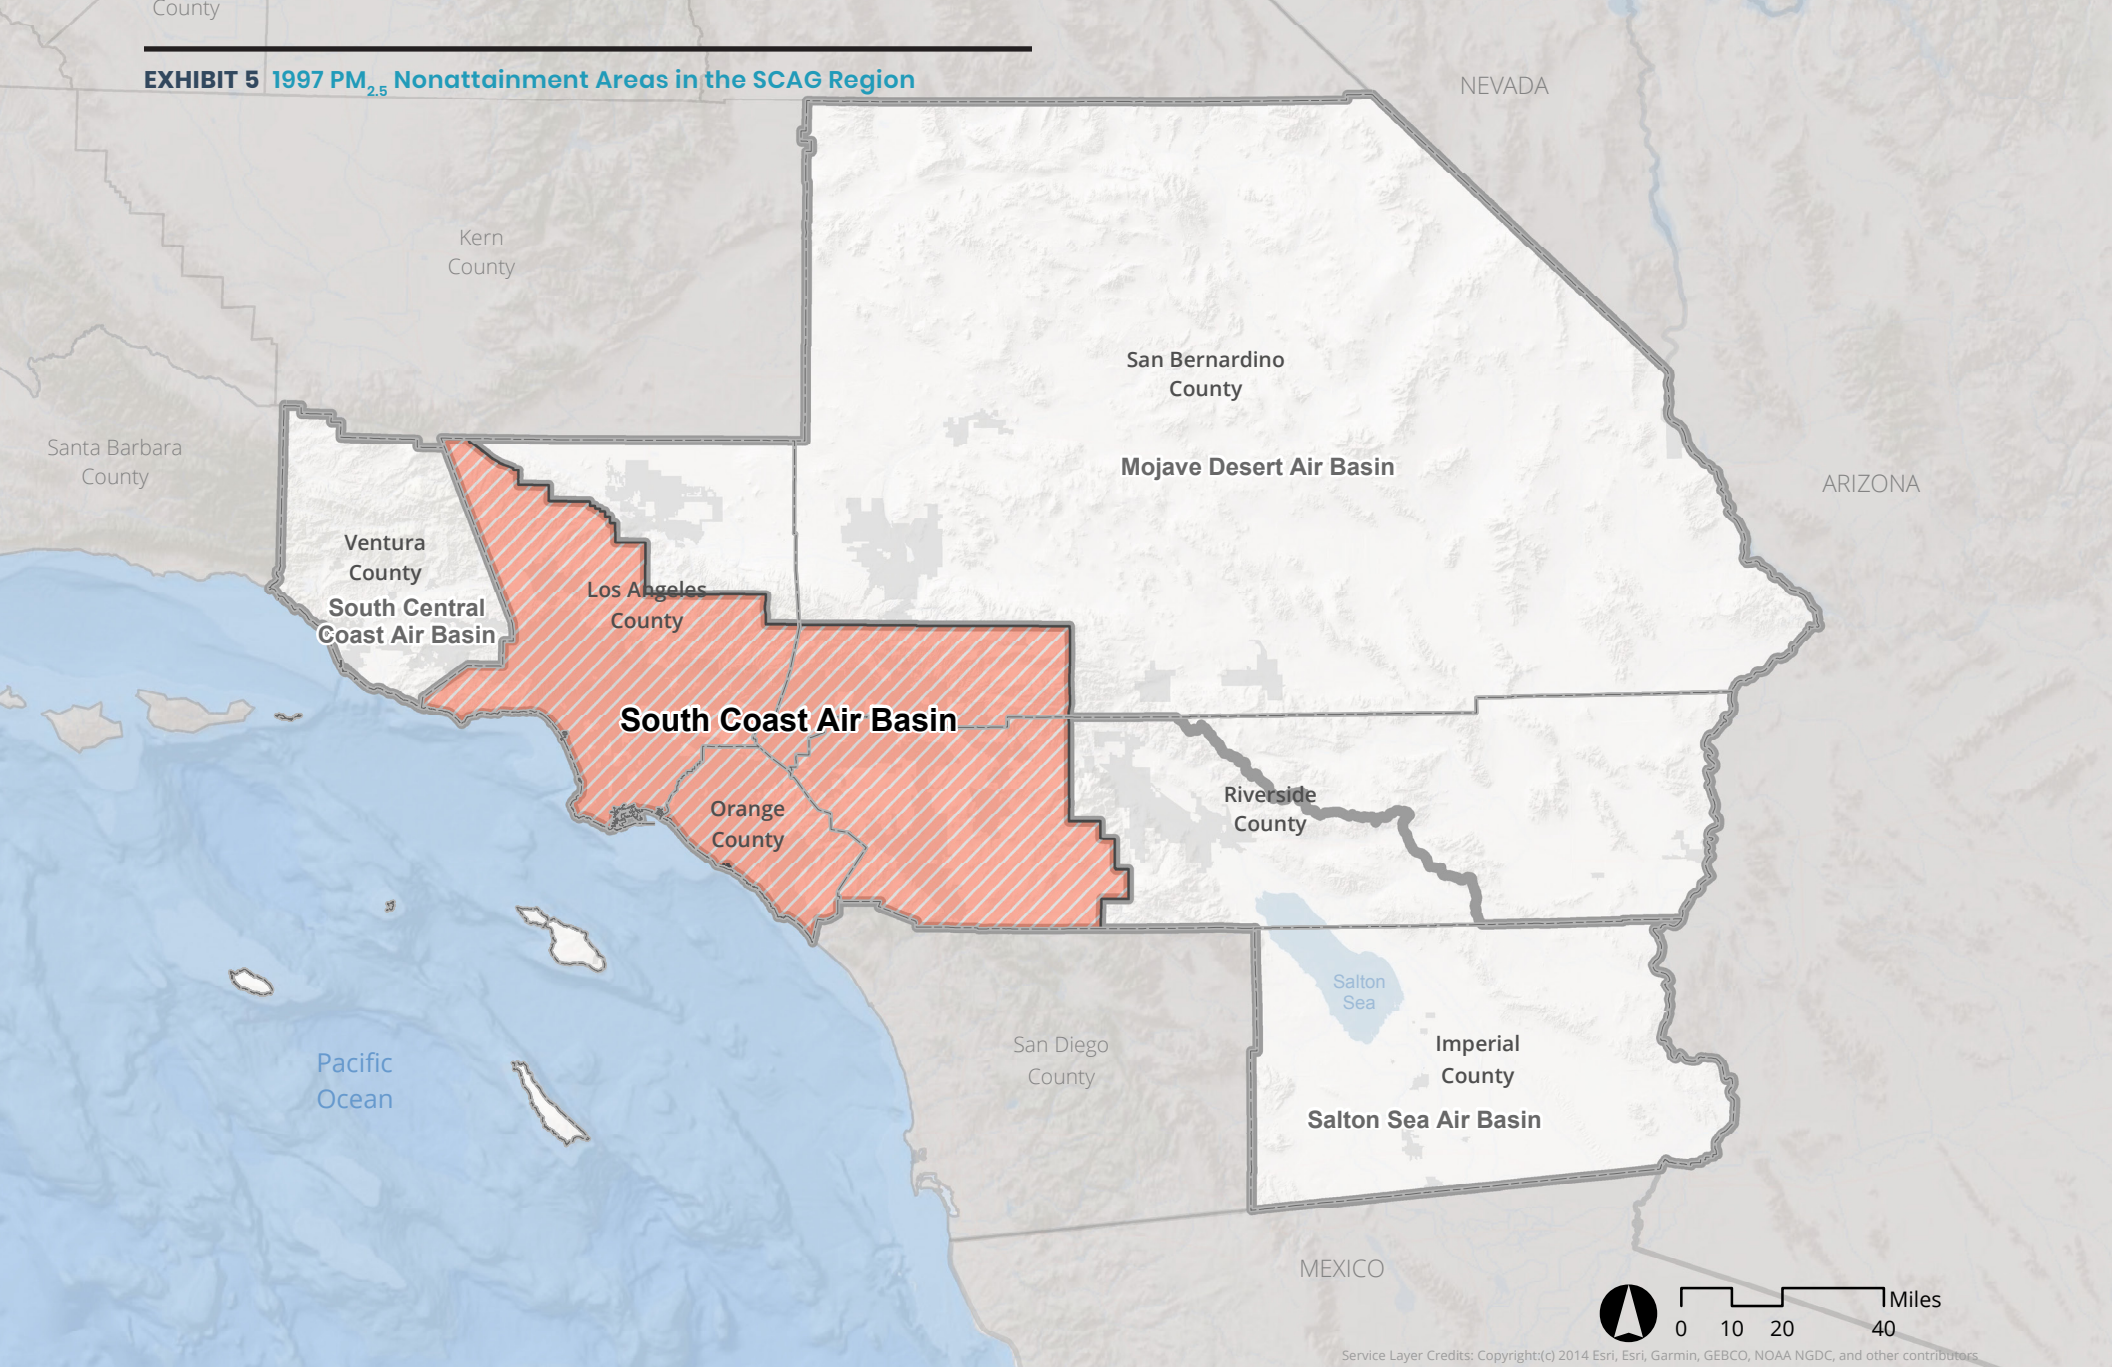 County
EXHIBIT 5 1997 PM2.5 Nonattainment Areas in the SCAG Region
NEVADA
Kern
County
San Bernardino
County
Santa Barbara
County
Mojave Desert Air Basin
ARIZONA
Ventura
County
Los Angeles
County
South Central
Coast Air Basin
South Coast Air Basin
Orange
County
Riverside
County
Salton
Sea
San Diego
County
Imperial
County
Pacific
Ocean
Salton Sea Air Basin
MEXICO
Miles
0 10 20 40
Service Layer Credits: Copyright:(c) 2014 Esri, Esri, Garmin, GEBCO, NOAA NGDC, and other contributors